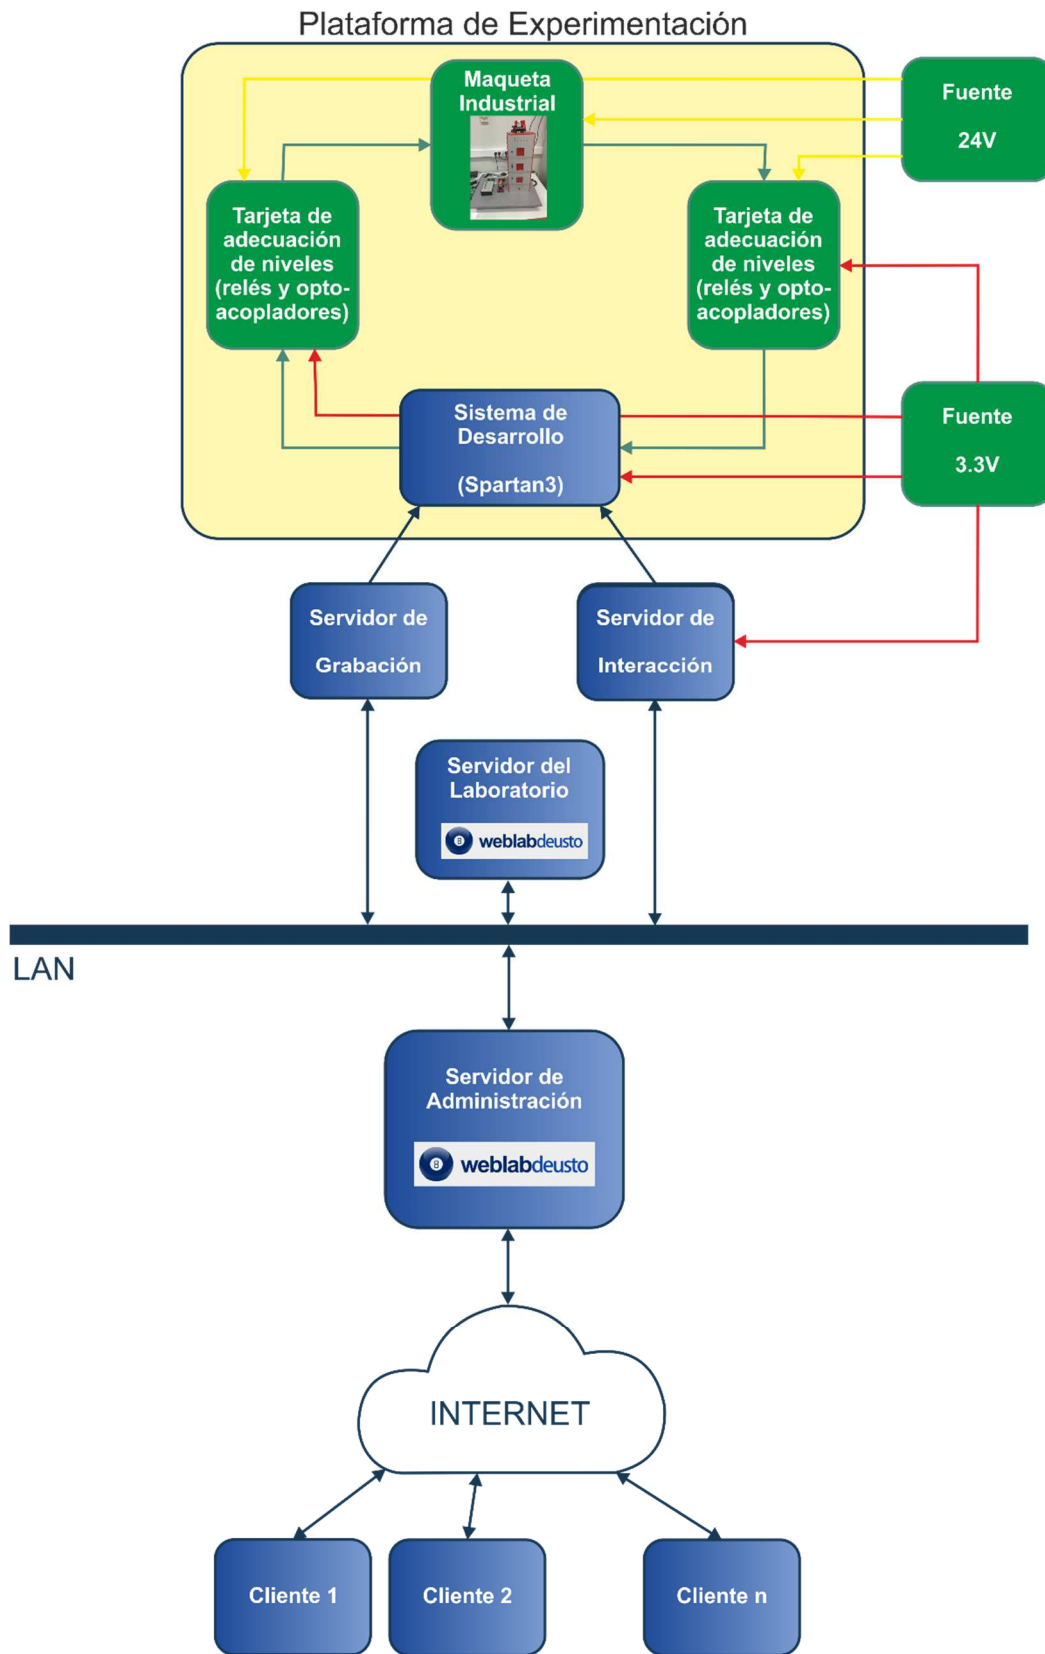 Plataforma de Experimentación
Maqueta
Industrial
Fuente
24V
Tarjeta de
adecuación
de niveles
(relés y opto-
acopladores)
Tarjeta de
adecuación
de niveles
(relés y opto-
acopladores)
Sistema de
Desarrollo
(Spartan3)
Fuente
3.3V
Servidor de
Grabación
Servidor de
Interacción
Servidor del
Laboratorio
8 weblabdeusto
LAN
Servidor de
Administración
8 weblabdeusto
INTERNET
Cliente 1
Cliente 2
Cliente n